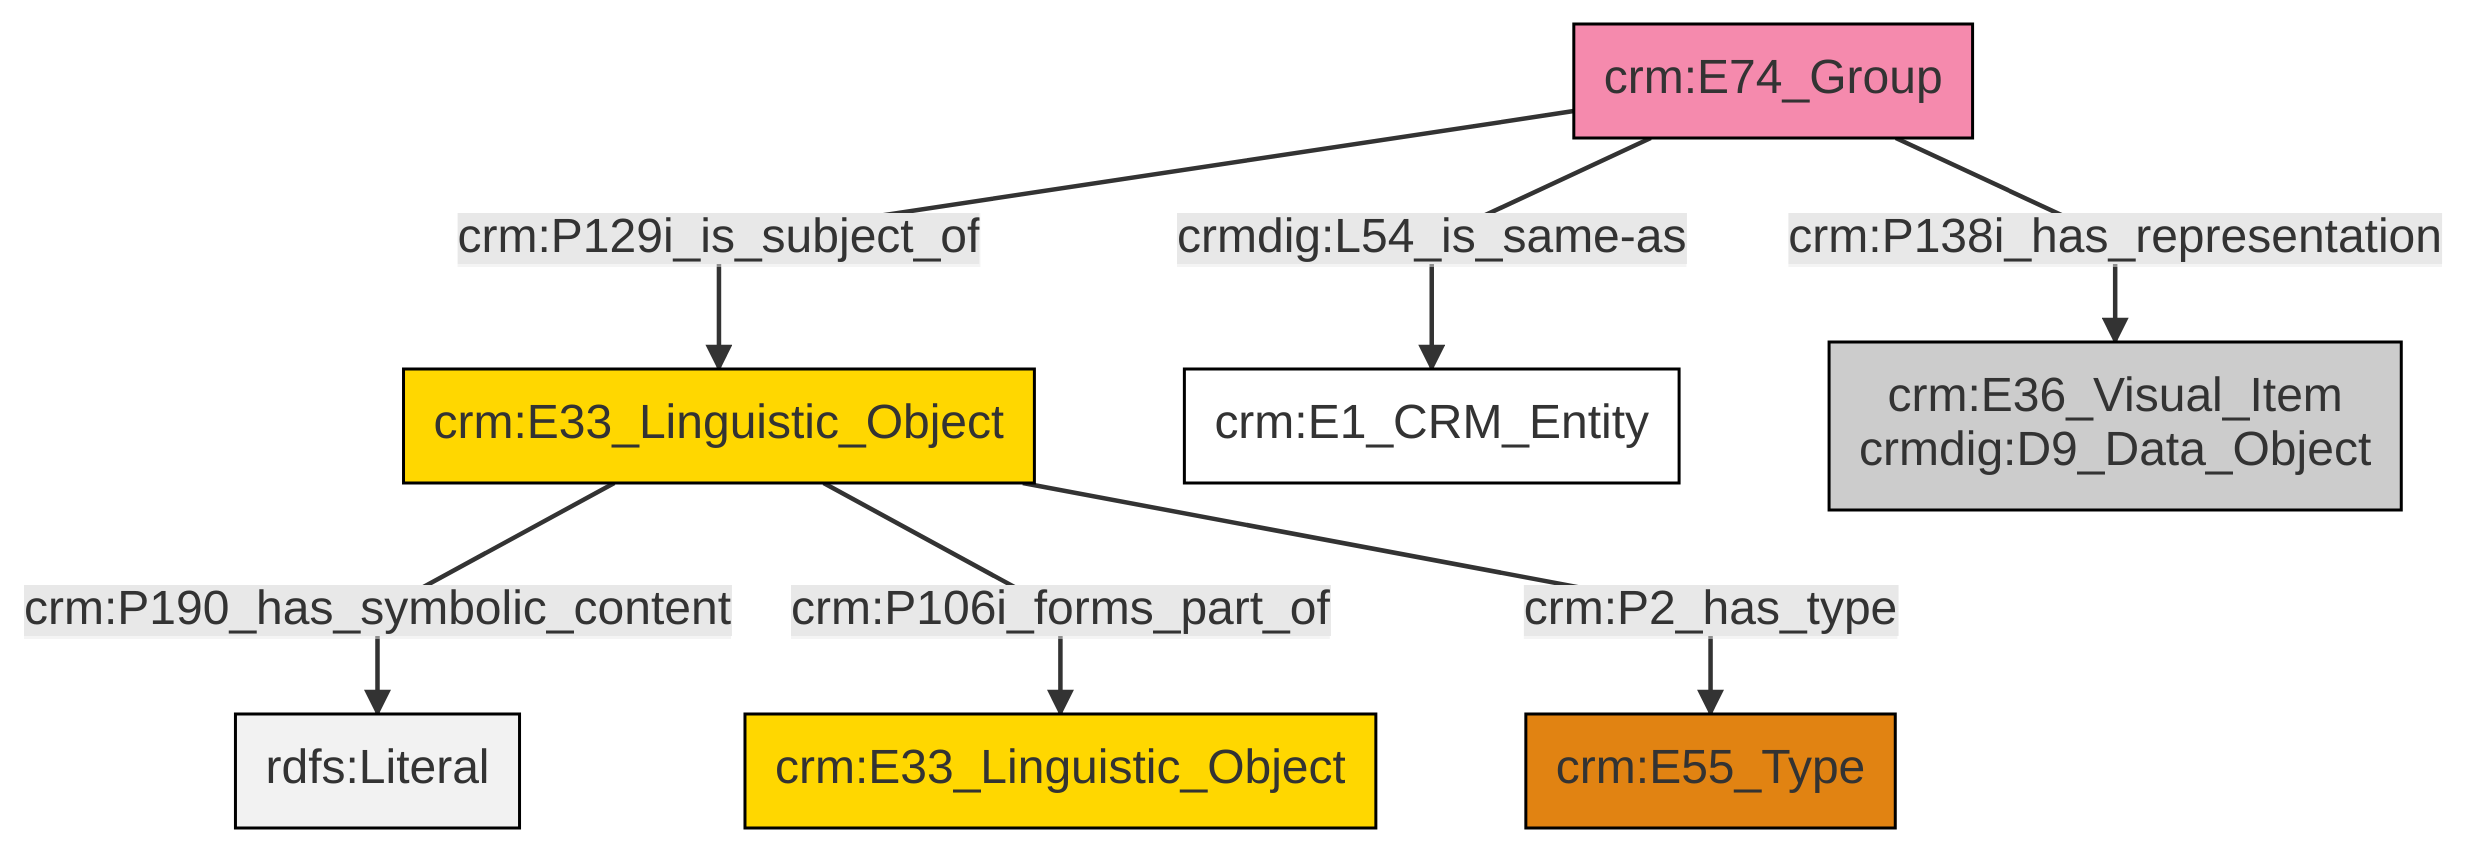 crm:E74_Group
crm:P129i_is_subject_of
crmdig:L54_is_same-as
crm:P138i_has_representation
crm:E33_Linguistic_Object
crm:E1_CRM_Entity
crm:E36_Visual_Item
crmdig:D9_Data_Object
crm:P190_has_symbolic_content
crm:P106i_forms_part_of
crm:P2_has_type
rdfs:Literal
crm:E33_Linguistic_Object
crm:E55_Type